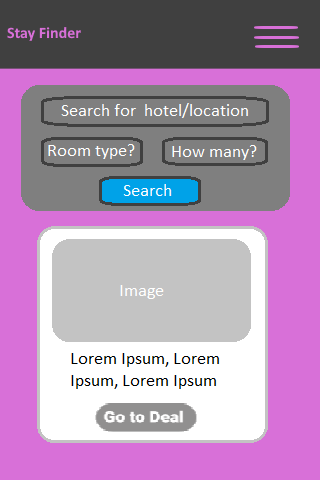 Stay Finder
Search for hotel/location
Room type?
How many?
Search
Image
Lorem Ipsum, Lorem
Ipsum, Lorem Ipsum
Go to Deal